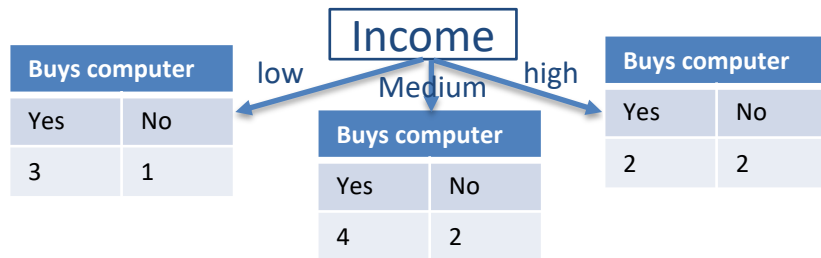 Income
low
Medium
high
Buys computer
Yes No
3 1
Buys computer
Yes No
4 2
Buys computer
Yes No
2 2